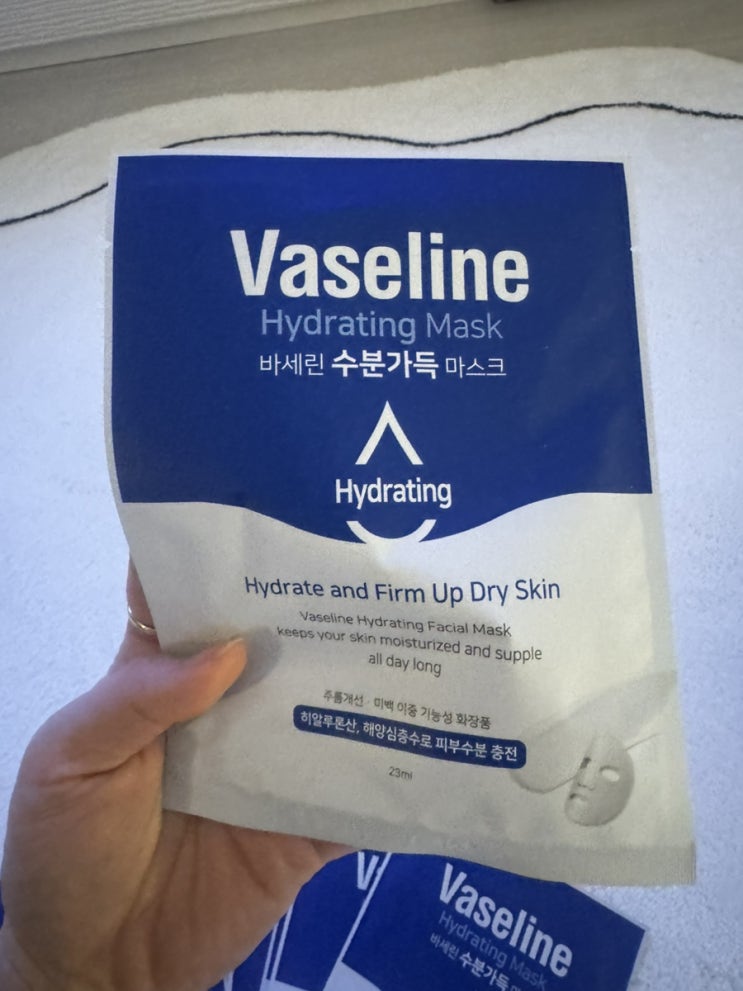 Vaseline
Hydrating Mask
바세린 수분가득 마스크
Hydrating
Hydrate and Firm Up Dry Skin
Vaseline Hydrating Facial Mask
keeps your skin moisturized and supple
all day long
주름개선 · 미백 이중 기능성 화장품
히알루론산, 해양심층수로 피부수분 충전
23ml
V
Vaseline
Hydrating Mask
바세린 수분가득